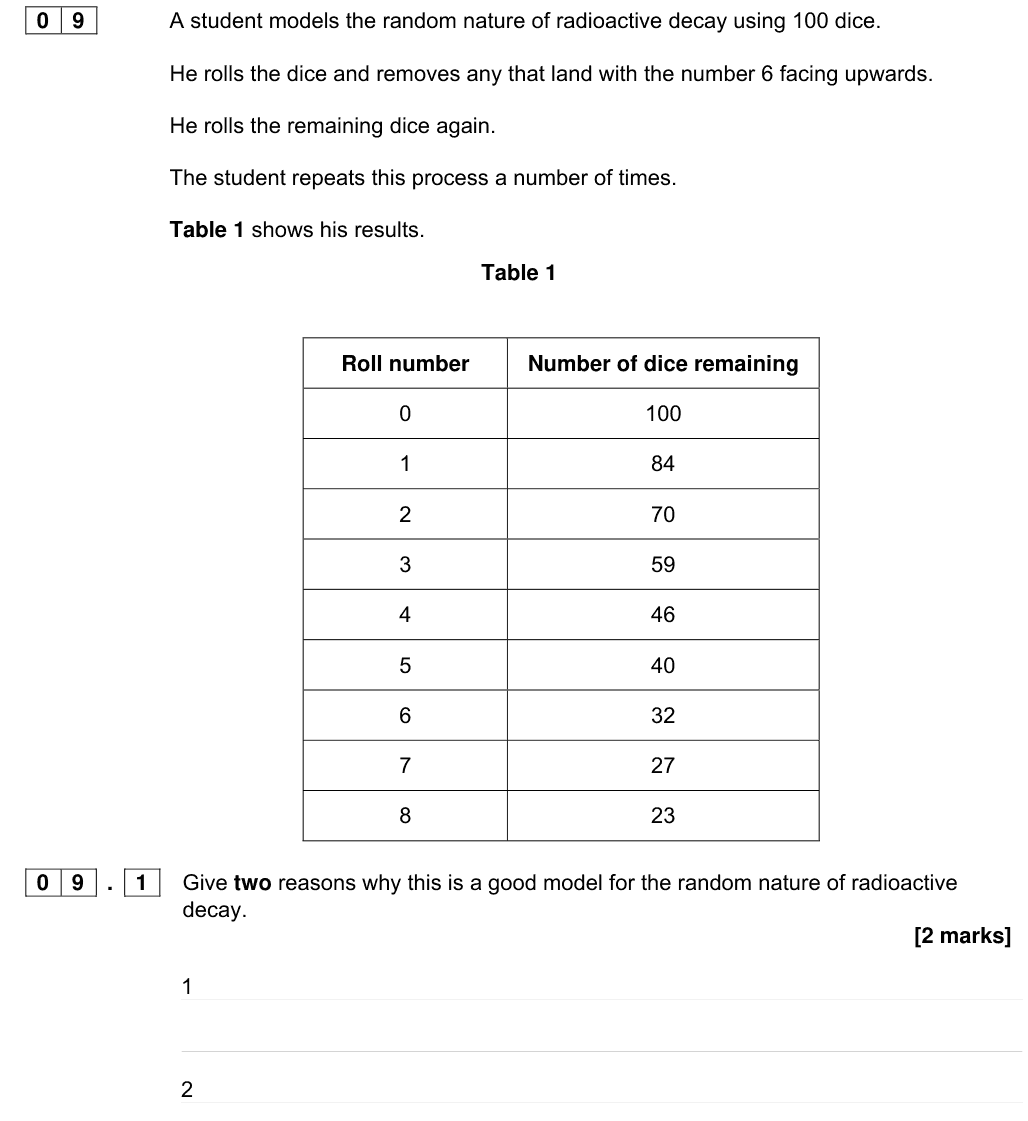 0 9 A student models the random nature of radioactive decay using 100 dice.
He rolls the dice and removes any that land with the number 6 facing upwards.
He rolls the remaining dice again.
The student repeats this process a number of times.
Table 1 shows his results.
Table 1
Roll number Number of dice remaining
0 100
1 84
2 70
3 59
4 46
5 40
6 32
7 27
8 23
0 9 . 1 Give two reasons why this is a good model for the random nature of radioactive
decay.
[2 marks]
1
2